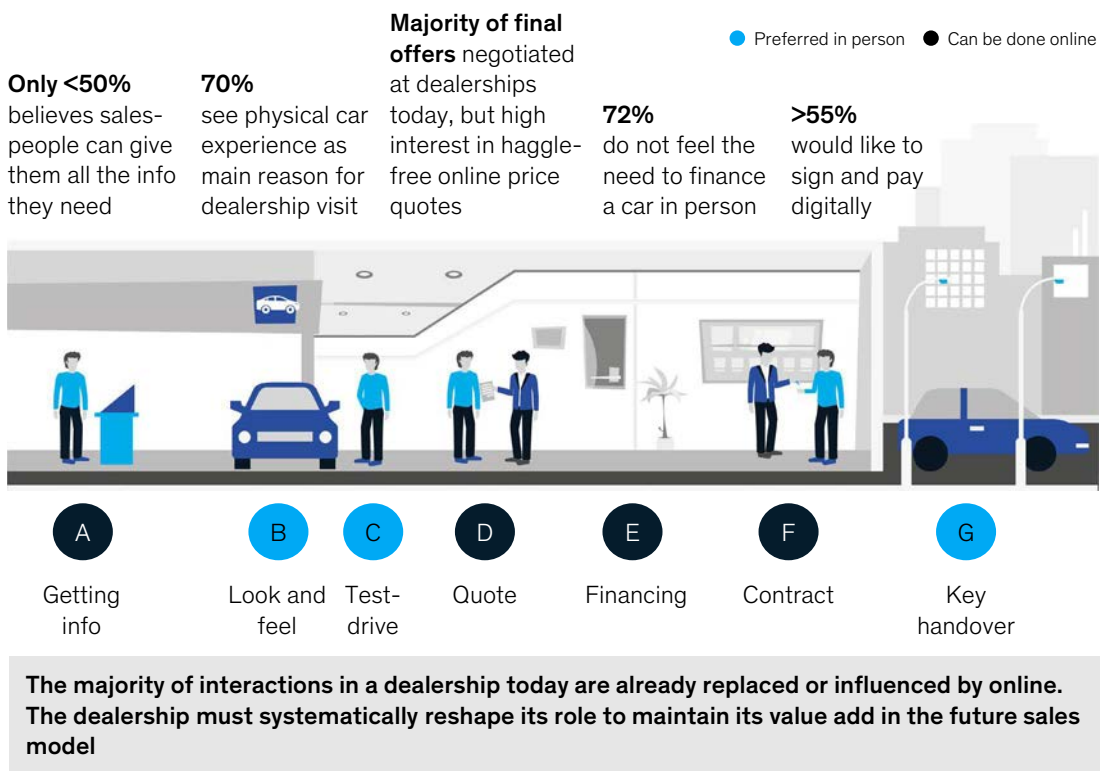 Only <50%
believes sales-
people can give
them all the info
they need
70%
see physical car
experience as
main reason for
dealership visit
Majority of final
offers negotiated
at dealerships
today, but high
interest in haggle-
free online price
quotes
72%
do not feel the
need to finance
a car in person
>55%
would like to
sign and pay
digitally
Preferred in person
Can be done online
A
Getting
info
B
Look and
feel
C
Test-
drive
D
Quote
E
Financing
F
Contract
G
Key
handover
The majority of interactions in a dealership today are already replaced or influenced by online.
The dealership must systematically reshape its role to maintain its value add in the future sales
model